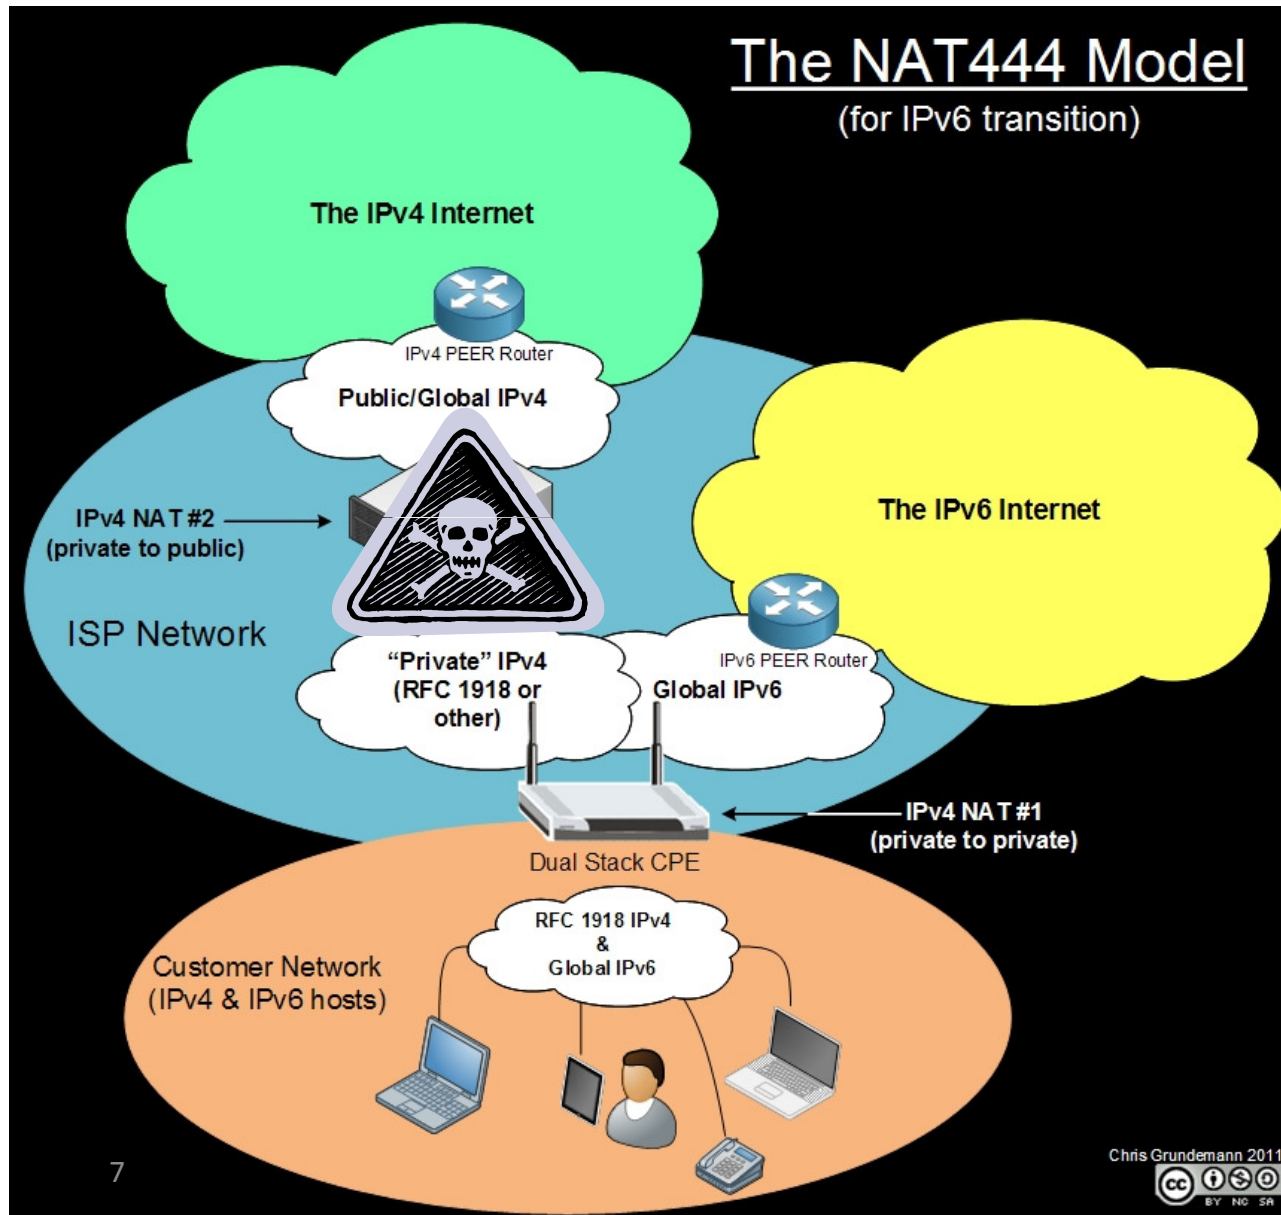 The NAT444 Model
(for IPv6 transition)
The IPv4 Internet
IPv4 PEER Router
Public/Global IPv4
IPv4 NAT #2
(private to public)
The IPv6 Internet
ISP Network
"Private" IPv4
(RFC 1918 or
other)
IPv6 PEER Router
Global IPv6
IPv4 NAT #1
(private to private)
Dual Stack CPE
RFC 1918 IPv4
&
Global IPv6
Customer Network
(IPv4 & IPv6 hosts)
7
Chris Grundemann 2011
cc
BY NC SA